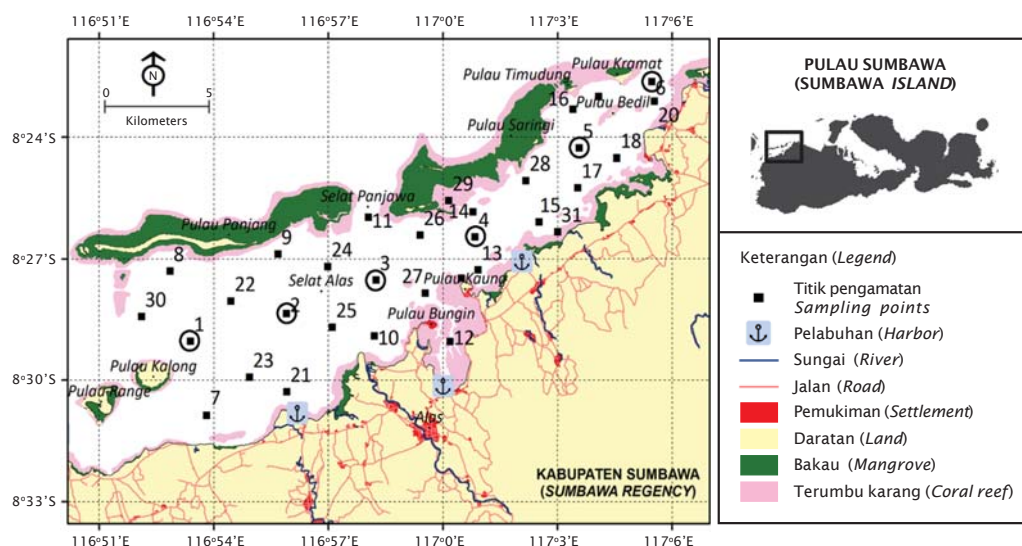 116°51'E 116°54'E 116°57'E 117°0'E 117°3'E 117°6'E
N
0 5
Kilometers
8°24'S
8°27'S
8°30'S
8°33'S
Pulau Kramat
Pulau Timudung
6
16
Pulau Bedil
20
Pulau Saringi
5
18
28
17
29
Selat Panjawa
11
14
15
26
4
31
Pulau Panjang
9
24
8
13
3
Selat Alas
27
Pulau Kaung
22
30
2
25
Pulau Bungin
10
12
1
Pulau Kalong
23
21
Pulau Range
7
Alas
KABUPATEN SUMBAWA
(SUMBAWA REGENCY)
116°51'E 116°54'E 116°57'E 117°0'E 117°3'E 117°6'E
PULAU SUMBAWA
(SUMBAWA ISLAND)
Keterangan (Legend)
Titik pengamatan
Sampling points
Pelabuhan (Harbor)
Sungai (River)
Jalan (Road)
Pemukiman (Settlement)
Daratan (Land)
Bakau (Mangrove)
Terumbu karang (Coral reef)